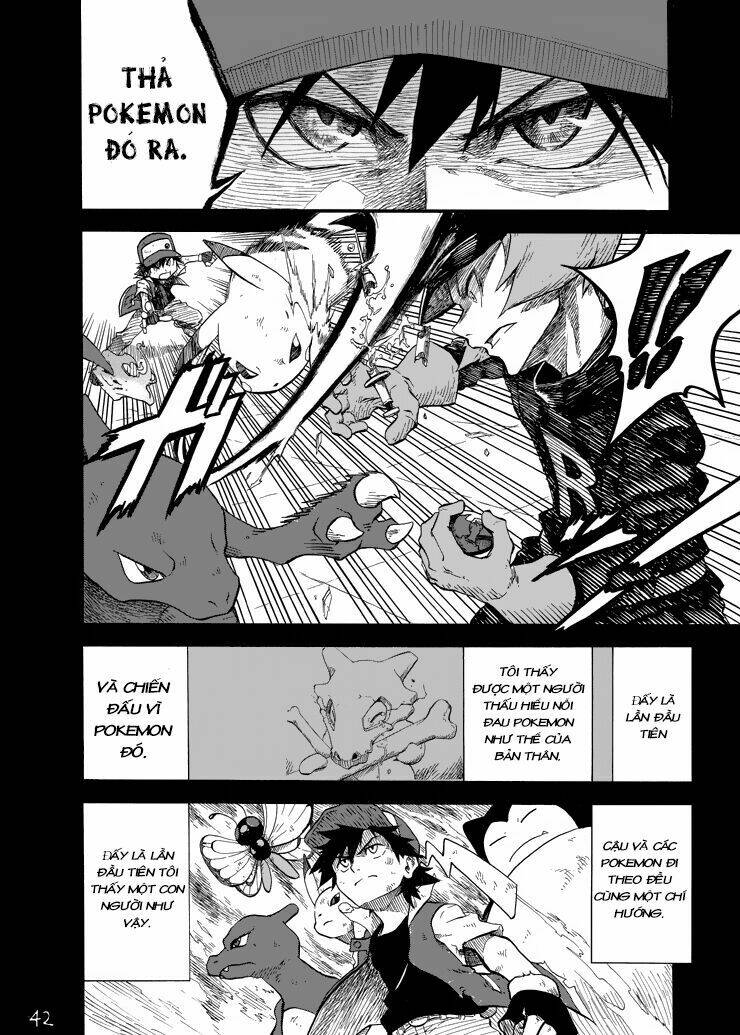 THẢ
POKEMON
ĐÓ RA.
ガッ
!!
R
ĐẤY LÀ
LẦN ĐẦU
TIÊN
TÔI THẤY
ĐƯỢC MỘT NGƯỜI
THẤU HIỂU NỖI
ĐAU POKEMON
NHƯ THỂ CỦA
BẢN THÂN.
VÀ CHIẾN
ĐẤU VÌ
POKEMON
ĐÓ.
CẬU VÀ CÁC
POKEMON ĐI
THEO ĐỀU
CÙNG MỘT CHÍ
HƯỚNG.
ĐẤY LÀ LẦN
ĐẦU TIÊN TÔI
THẤY MỘT CON
NGƯỜI NHƯ
VẬY.
42